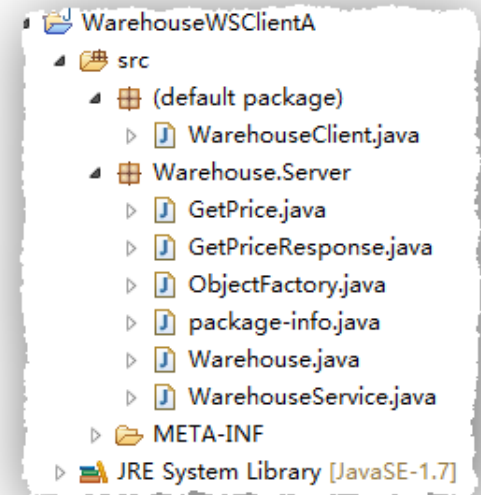 WarehouseWSClientA
src
(default package)
WarehouseClient.java
Warehouse.Server
GetPrice.java
GetPriceResponse.java
ObjectFactory.java
package-info.java
Warehouse.java
WarehouseService.java
META-INF
JRE System Library [JavaSE-1.7]